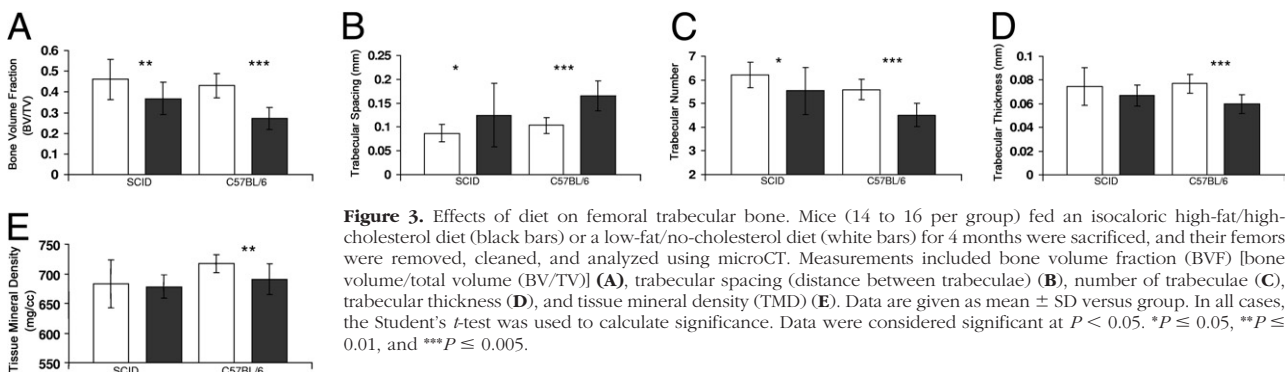 A
Bone Volume Fraction
(BV/TV)
0.6
0.5
0.4
0.3
0.2
0.1
0
**
***
SCID
C57BL/6
B
Trabecular Spacing (mm)
0.25
0.2
0.15
0.1
0.05
0
*
***
SCID
C57BL/6
C
Trabecular Number
7
6
5
4
3
2
*
***
SCID
C57BL/6
D
Trabecular Thickness (mm)
0.1
0.08
0.06
0.04
0.02
0
***
SCID
C57BL/6
E
Tissue Mineral Density
(mg/cc)
750
700
650
600
550
**
SCID
C57BL/6
Figure 3. Effects of diet on femoral trabecular bone. Mice (14 to 16 per group) fed an isocaloric high-fat/high-
cholesterol diet (black bars) or a low-fat/no-cholesterol diet (white bars) for 4 months were sacrificed, and their femors
were removed, cleaned, and analyzed using microCT. Measurements included bone volume fraction (BVF) [bone
volume/total volume (BV/TV)] (A), trabecular spacing (distance between trabeculae) (B), number of trabeculae (C),
trabecular thickness (D), and tissue mineral density (TMD) (E). Data are given as mean ± SD versus group. In all cases,
the Student's t-test was used to calculate significance. Data were considered significant at P < 0.05. *P ≤ 0.05, **P ≤
0.01, and ***P ≤ 0.005.